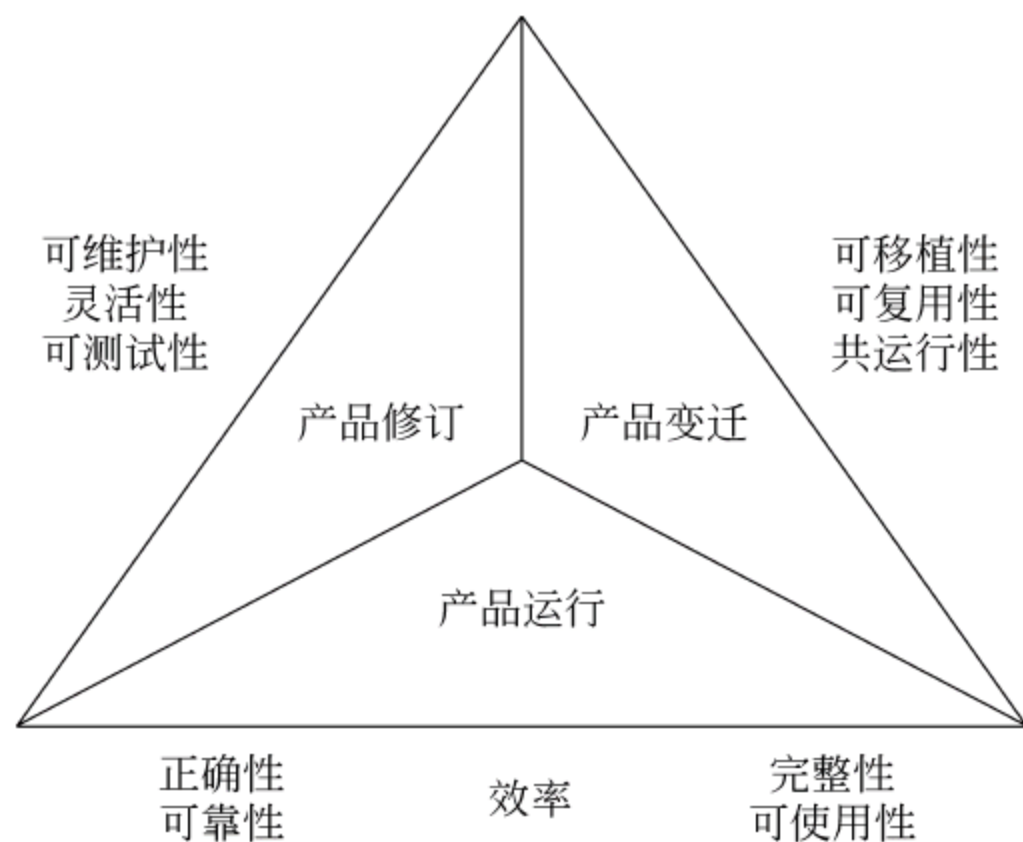 可维护性
灵活性
可测试性
可移植性
可复用性
共运行性
产品修订
产品变迁
产品运行
正确性
可靠性
效率
完整性
可使用性